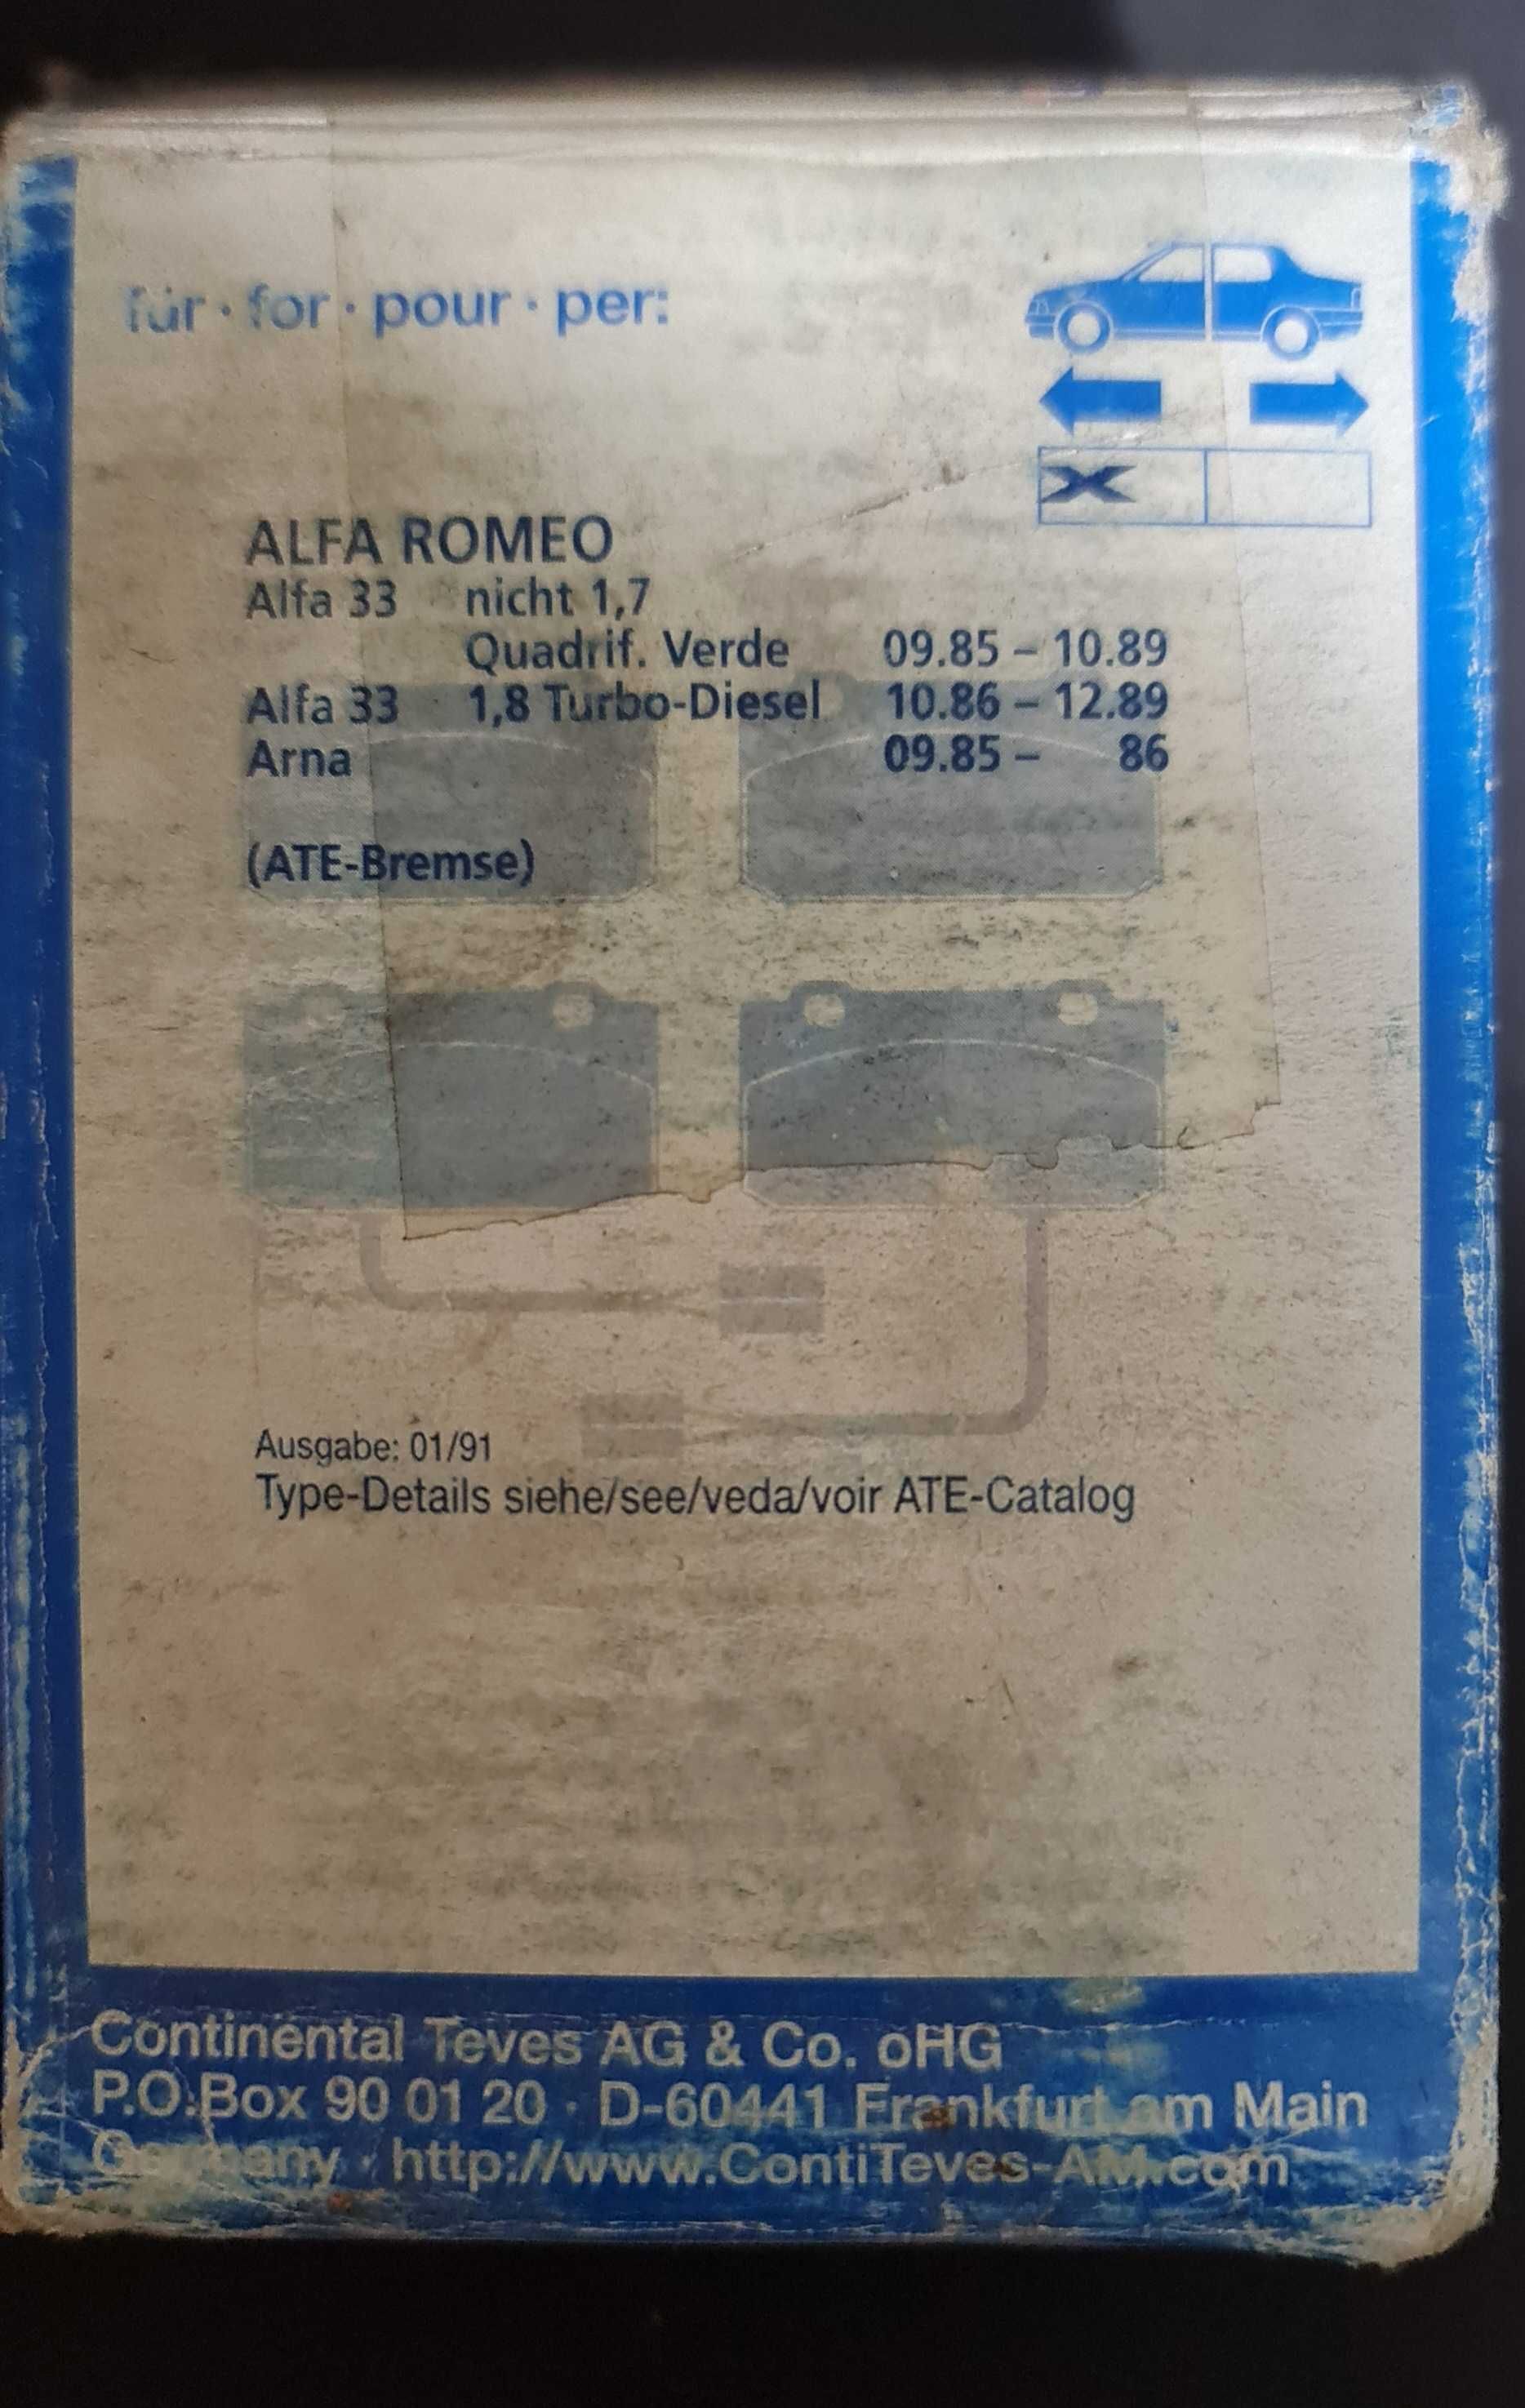 für · for · pour · per:
X
ALFA ROMEO
Alfa 33 nicht 1,7
Quadrif. Verde 09.85 – 10.89
Alfa 33 1,8 Turbo-Diesel 10.86 – 12.89
Arna 09.85 – 86
(ATE-Bremse)
Ausgabe: 01/91
Type-Details siehe/see/veda/voir ATE-Catalog
Continental Teves AG & Co. oHG
P.O.Box 90 01 20 · D-60441 Frankfurt am Main
Germany · http://www.ContiTeves-AM.com